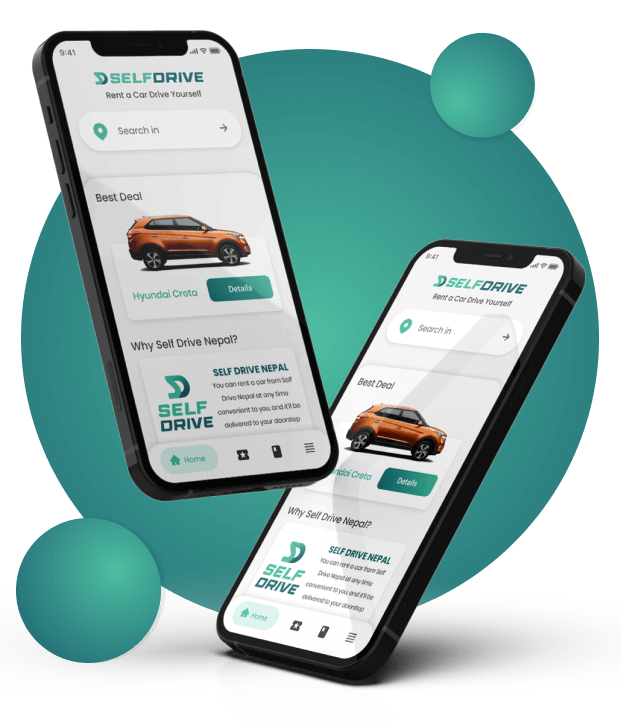 9:41
SELFDRIVE
Rent a Car Drive Yourself
Search in
Best Deal
Hyundai Creta
Details
Why Self Drive Nepal?
SELF DRIVE
SELF DRIVE NEPAL
You can rent a car from Self
Drive Nepal at any time
convenient to you and it'll be
delivered to your doorstep
Home
9:41
SELFDRIVE
Rent a Car Drive Yourself
Search in
Best Deal
ndai Creta
Details
Why Self Drive Nepal?
SELF DRIVE
SELF DRIVE NEPAL
You can rent a car from Self
Drive Nepal at any time
convenient to you and it'll be
delivered to your doorstep
Home